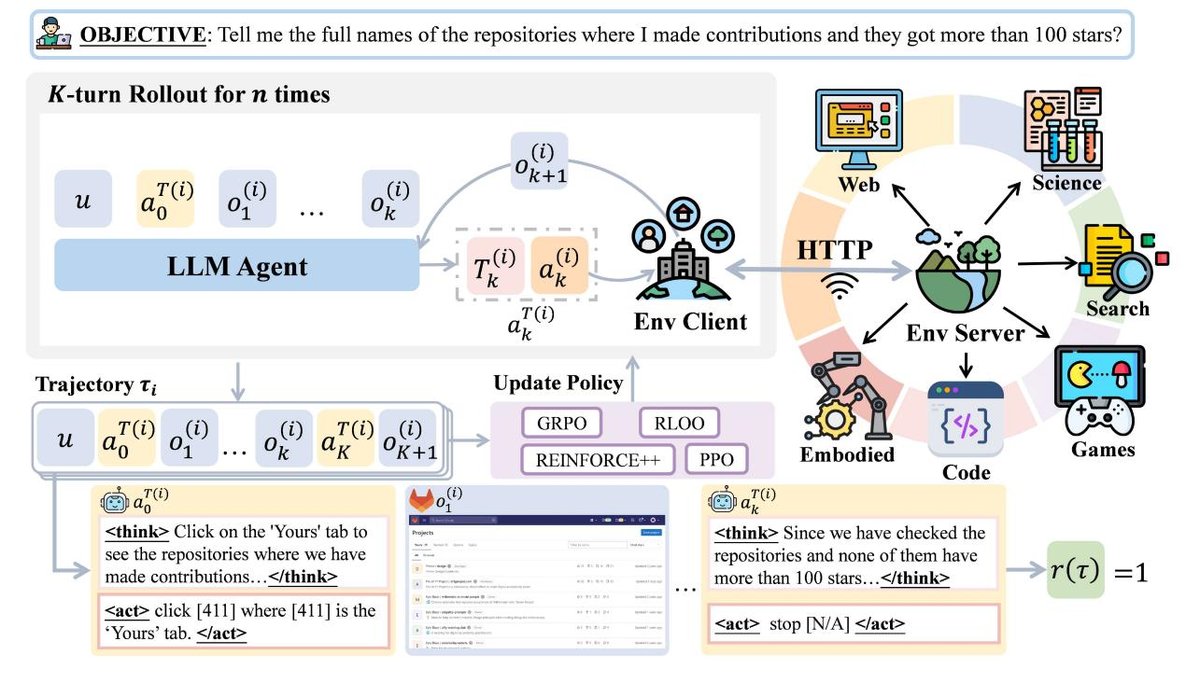 OBJECTIVE: Tell me the full names of the repositories where I made contributions and they got more than 100 stars?
K-turn Rollout for n times
u a_0^{T(i)} o_1^{(i)} ... o_k^{(i)}
o_{k+1}^{(i)}
LLM Agent
T_k^{(i)} a_k^{(i)}
a_k^{T(i)}
Env Client
HTTP
Env Server
Web
Science
Search
Games
Code
Embodied
Trajectory τ_i
u a_0^{T(i)} o_1^{(i)} ... o_k^{(i)} a_K^{T(i)} o_{K+1}^{(i)}
Update Policy
GRPO
RLOO
REINFORCE++
PPO
a_0^{T(i)}
<think> Click on the 'Yours' tab to
see the repositories where we have
made contributions…</think>
<act> click [411] where [411] is the
‘Yours’ tab. </act>
o_1^{(i)}
Projects
...
a_k^{T(i)}
<think> Since we have checked the
repositories and none of them have
more than 100 stars…</think>
<act> stop [N/A] </act>
r(τ) =1